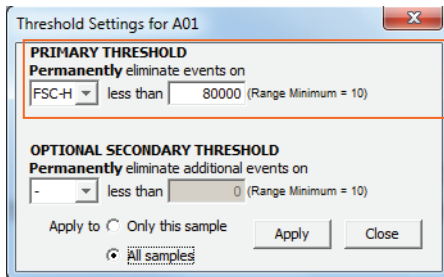 Threshold Settings for A01
PRIMARY THRESHOLD
Permanently eliminate events on
FSC-H less than 80000 (Range Minimum = 10)
OPTIONAL SECONDARY THRESHOLD
Permanently eliminate additional events on
- less than 0 (Range Minimum = 10)
Apply to Only this sample Apply Close
All samples